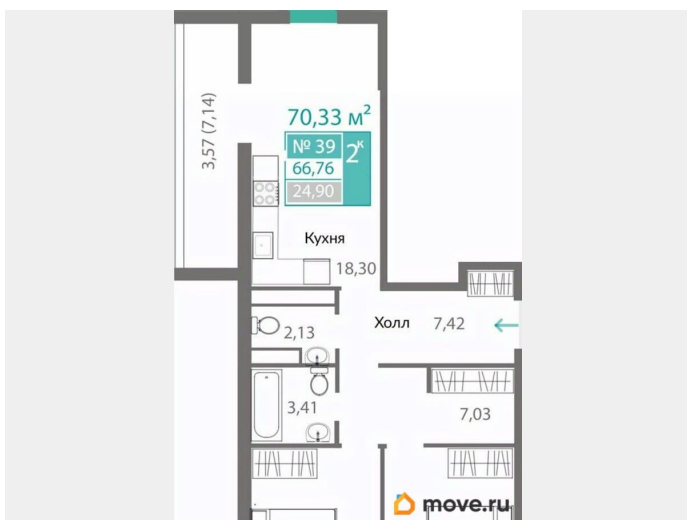 3,57 (7,14)
70,33 м²
№ 39
2к
66,76
24,90
Кухня
18,30
Холл 7,42
2,13
3,41
7,03
move.ru